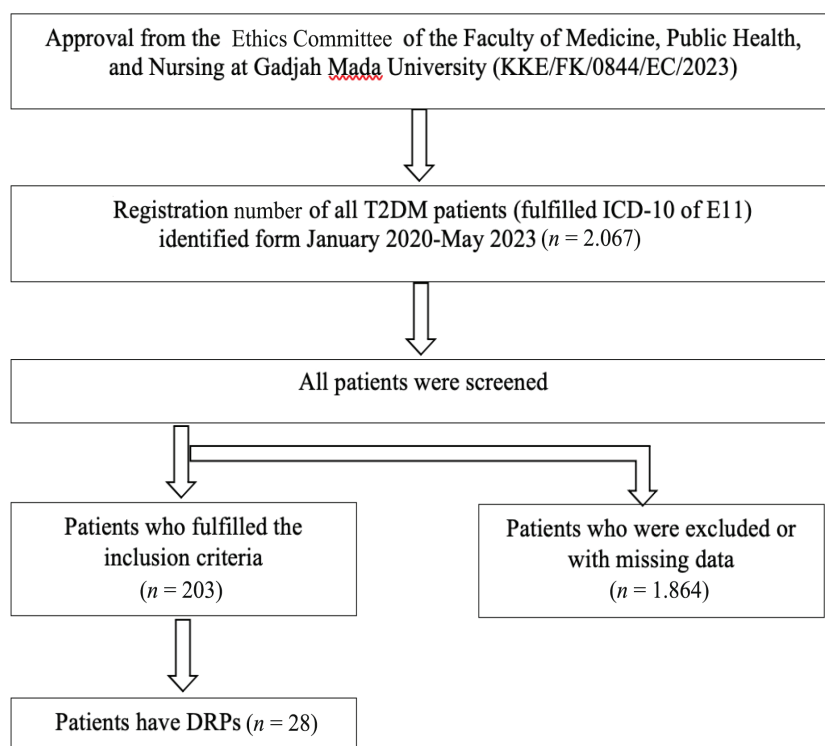 Approval from the Ethics Committee of the Faculty of Medicine, Public Health,
and Nursing at Gadjah Mada University (KKE/FK/0844/EC/2023)
Registration number of all T2DM patients (fulfilled ICD-10 of E11)
identified form January 2020-May 2023 (n = 2.067)
All patients were screened
Patients who fulfilled the
inclusion criteria
(n = 203)
Patients who were excluded or
with missing data
(n = 1.864)
Patients have DRPs (n = 28)